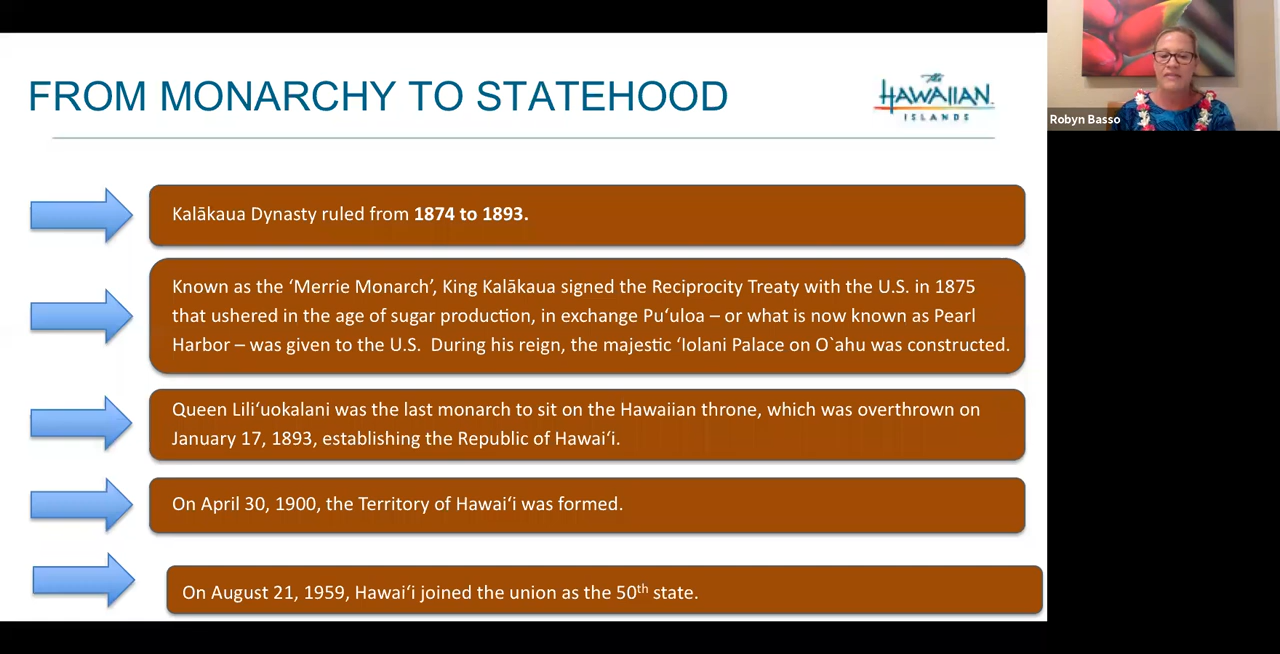 FROM MONARCHY TO STATEHOOD
the
HAWAIIAN
ISLANDS
Robyn Basso
Kalākaua Dynasty ruled from 1874 to 1893.
Known as the ‘Merrie Monarch’, King Kalākaua signed the Reciprocity Treaty with the U.S. in 1875
that ushered in the age of sugar production, in exchange Pu‘uloa – or what is now known as Pearl
Harbor – was given to the U.S.  During his reign, the majestic ‘Iolani Palace on O`ahu was constructed.
Queen Lili‘uokalani was the last monarch to sit on the Hawaiian throne, which was overthrown on
January 17, 1893, establishing the Republic of Hawai‘i.
On April 30, 1900, the Territory of Hawai‘i was formed.
On August 21, 1959, Hawai‘i joined the union as the 50th state.